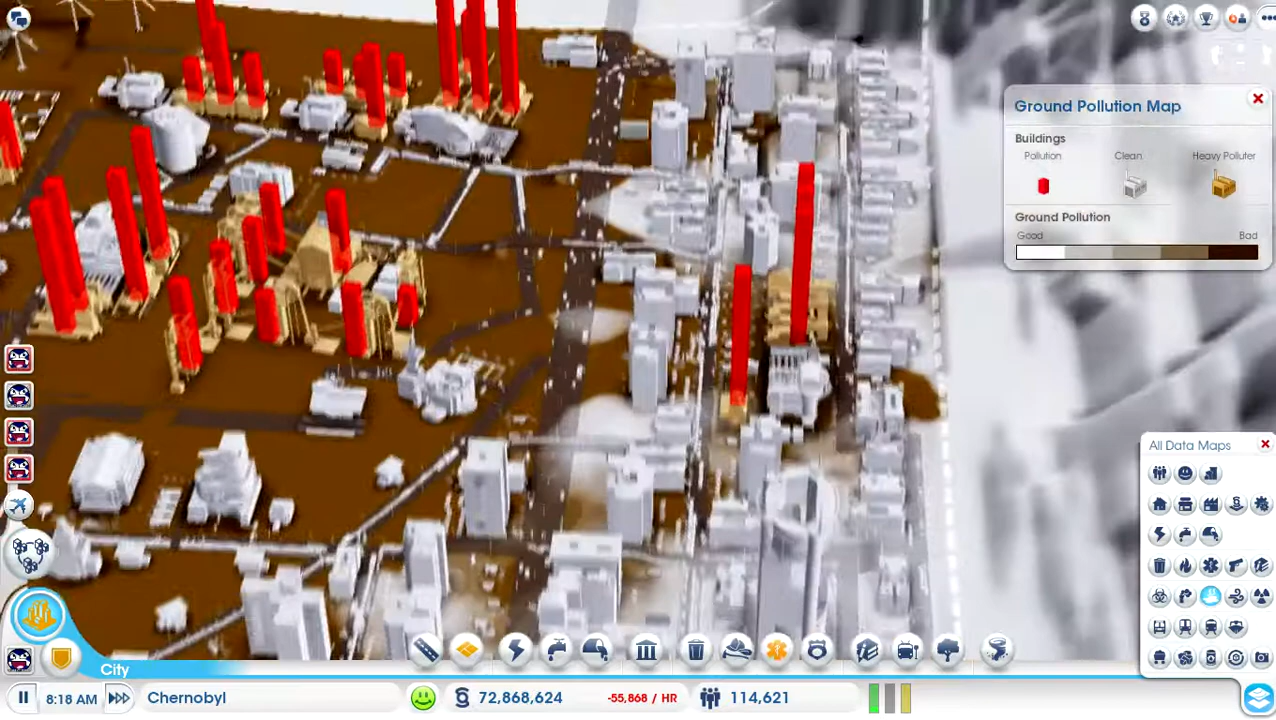 Ground Pollution Map
Buildings
Pollution Clean Heavy Polluter
Ground Pollution
Good Bad
All Data Maps
City
8:18 AM Chernobyl 72,868,624 -55,868 / HR 114,621